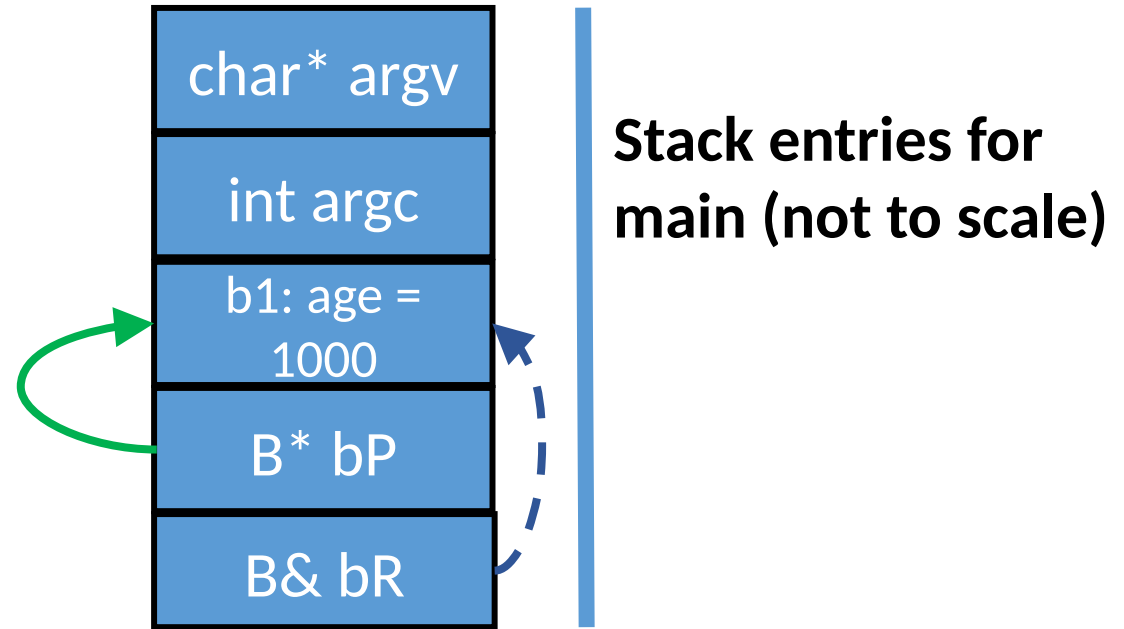 char* argv
int argc
b1: age =
1000
B* bP
B& bR
Stack entries for
main (not to scale)